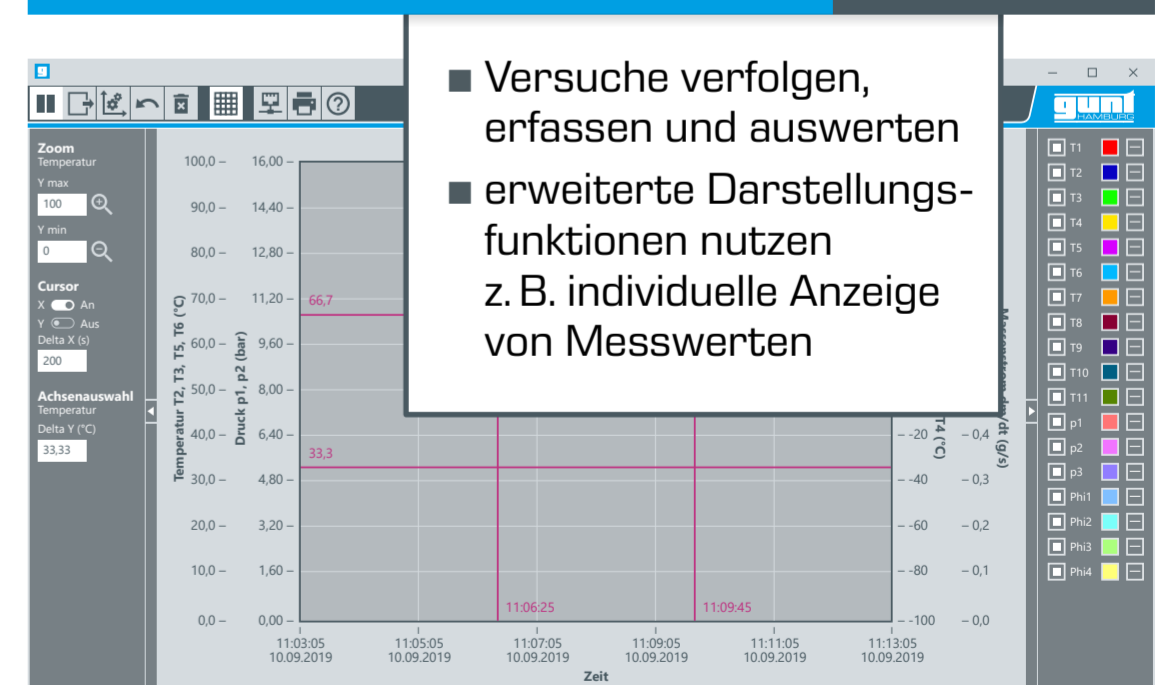 ■ Versuche verfolgen,
erfassen und auswerten
■ erweiterte Darstellungs-
funktionen nutzen
z. B. individuelle Anzeige
von Messwerten
g
gunt
HAMBURG
Zoom
Temperatur
Y max
100
Y min
0
Cursor
X An
Y Aus
Delta X (s)
200
Achsenauswahl
Temperatur
Delta Y (°C)
33,33
Temperatur T2, T3, T5, T6 (°C)
100,0
90,0
80,0
70,0
60,0
50,0
40,0
30,0
20,0
10,0
0,0
Druck p1, p2 (bar)
16,00
14,40
12,80
11,20
9,60
8,00
6,40
4,80
3,20
1,60
0,00
66,7
33,3
11:06:25
11:09:45
T4 (°C)
-20
-40
-60
-80
-100
dm/dt (g/s)
0,4
0,3
0,2
0,1
0,0
11:03:05 11:05:05 11:07:05 11:09:05 11:11:05 11:13:05
10.09.2019 10.09.2019 10.09.2019 10.09.2019 10.09.2019 10.09.2019
Zeit
T1
T2
T3
T4
T5
T6
T7
T8
T9
T10
T11
p1
p2
p3
Phi1
Phi2
Phi3
Phi4